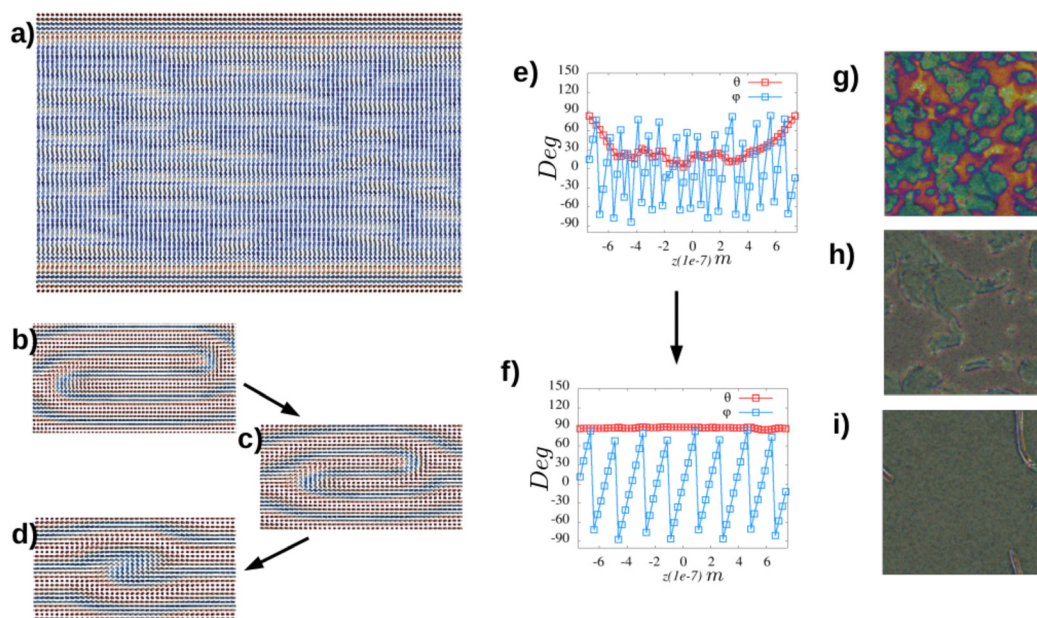 a)
b)
c)
d)
e)
Deg
150
120
90
60
30
0
-30
-60
-90
θ
φ
-6 -4 -2 0 2 4 6
z(1e-7) m
f)
Deg
150
120
90
60
30
0
-30
-60
-90
θ
φ
-6 -4 -2 0 2 4 6
z(1e-7) m
g)
h)
i)